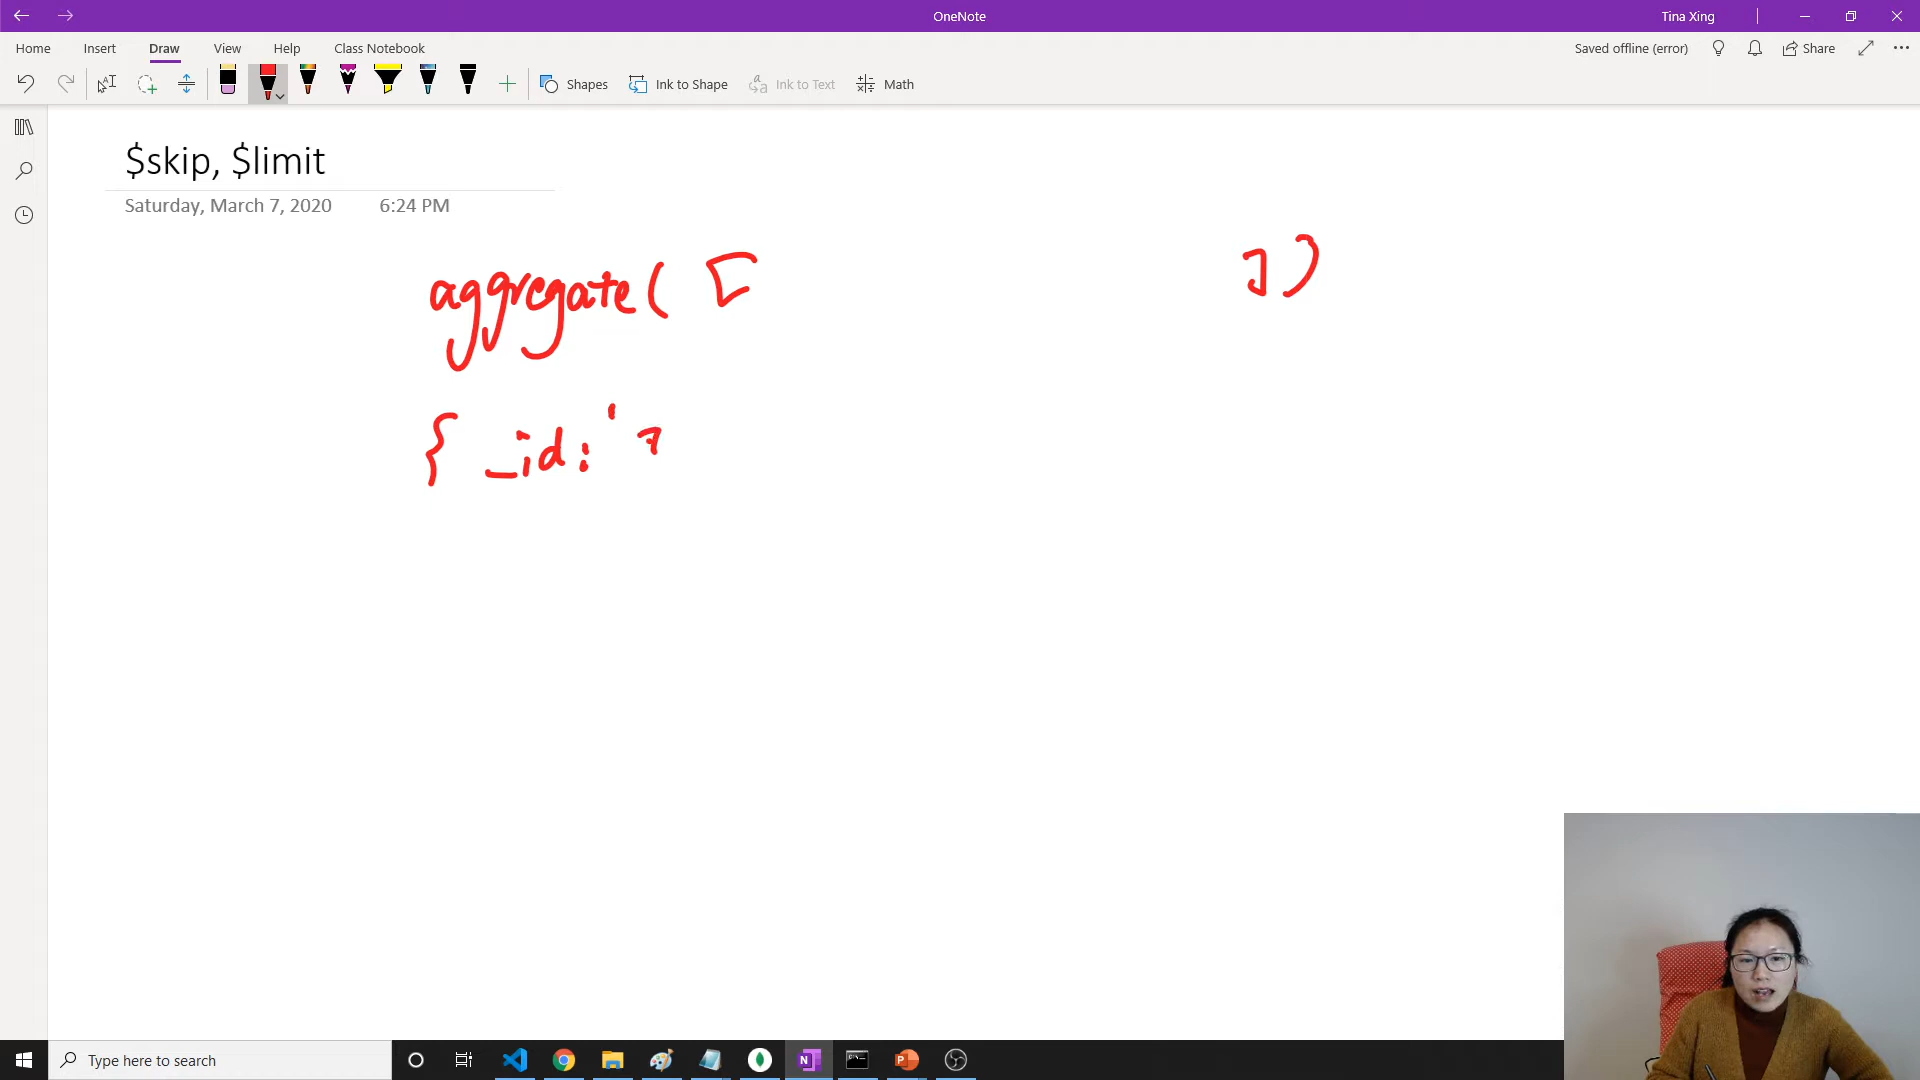 OneNote
Tina Xing
Home Insert Draw View Help Class Notebook
Saved offline (error) Share
Shapes Ink to Shape Ink to Text Math
$skip, $limit
Saturday, March 7, 2020 6:24 PM
aggregate( [ ])
{ _id: '
Type here to search